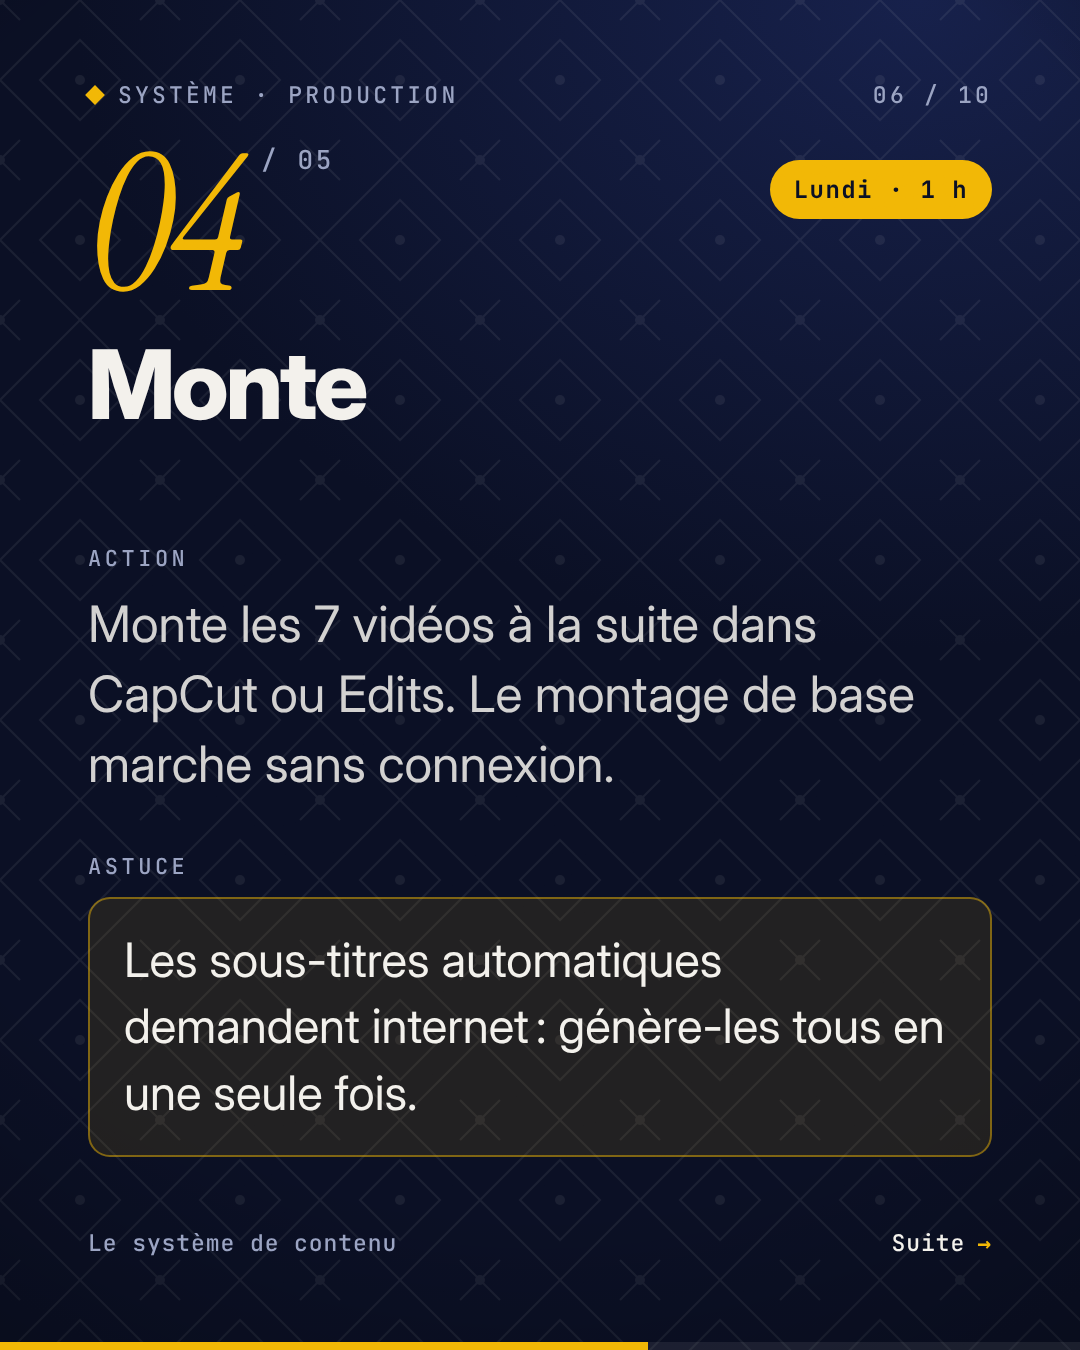 SYSTÈME · PRODUCTION
06 / 10
04 / 05
Lundi · 1 h
Monte
ACTION
Monte les 7 vidéos à la suite dans
CapCut ou Edits. Le montage de base
marche sans connexion.
ASTUCE
Les sous-titres automatiques
demandent internet : génère-les tous en
une seule fois.
Le système de contenu
Suite →